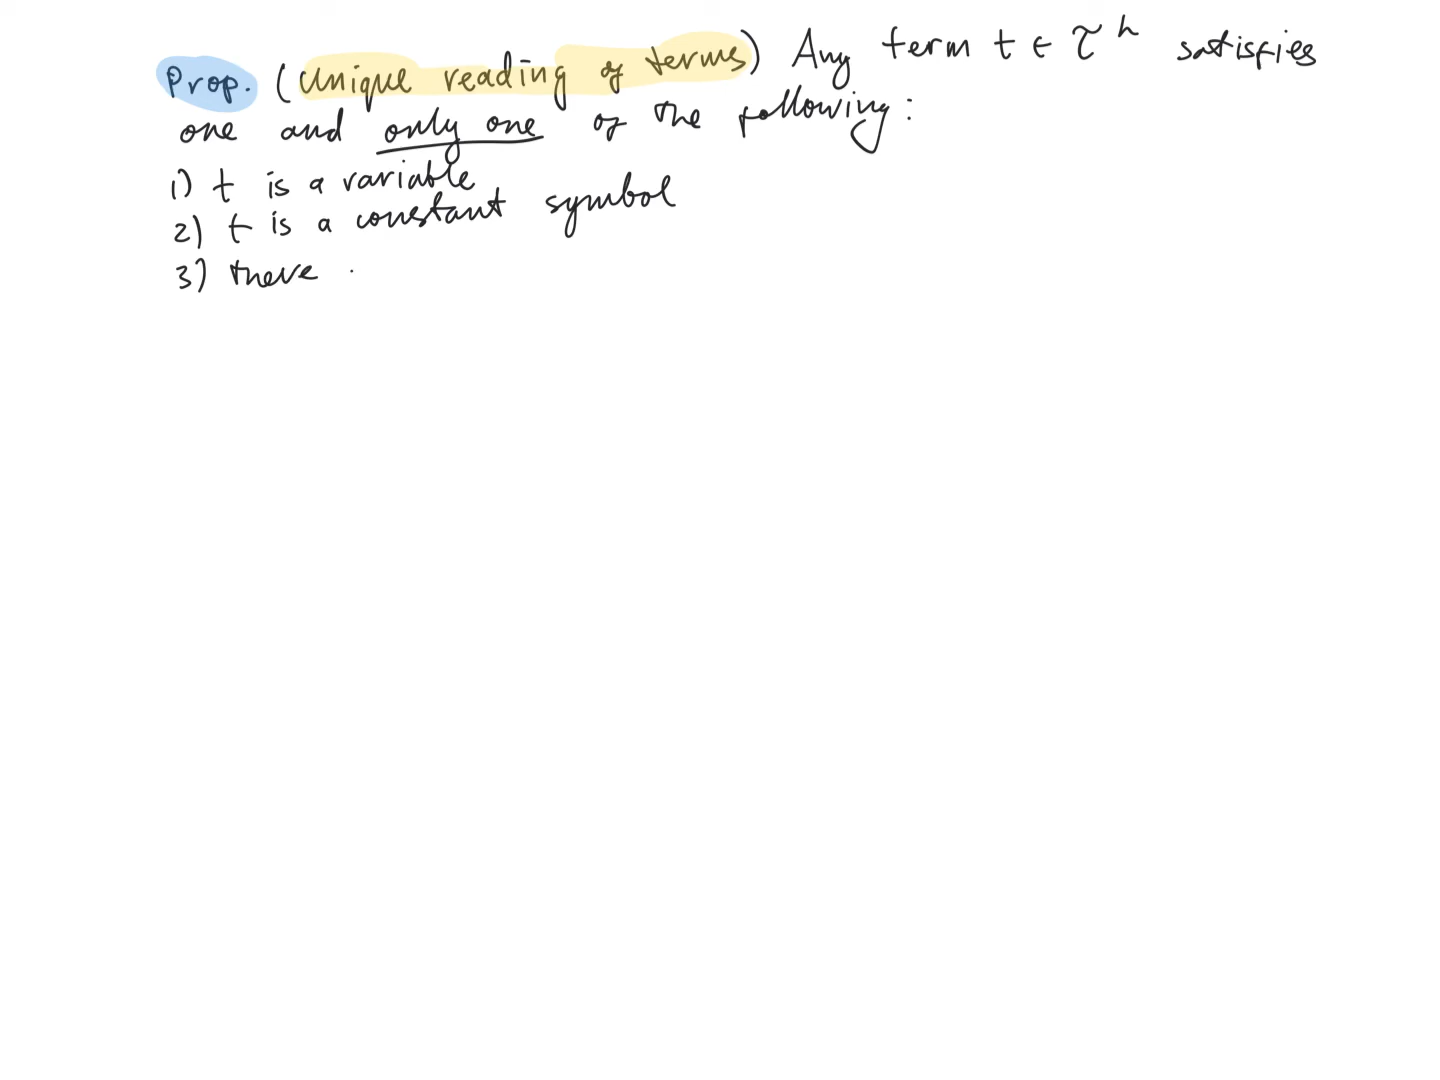 Prop. (Unique reading of terms) Any term t ∈ τʰ satisfies
one and only one of the following:
1) t is a variable
2) t is a constant symbol
3) there